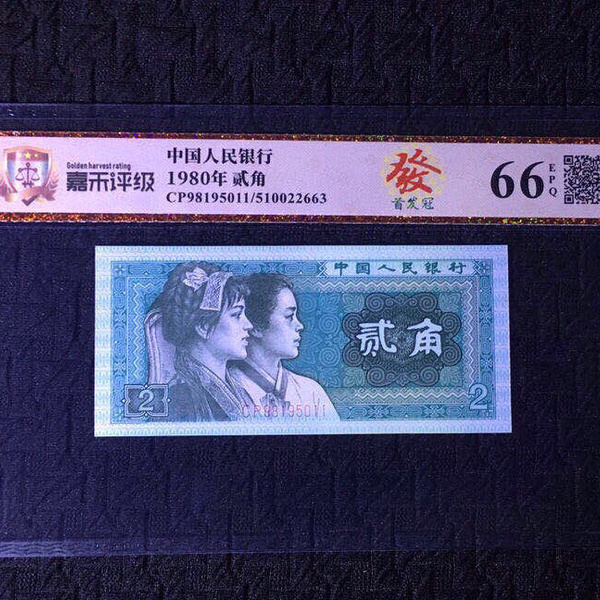 Golden harvest rating
嘉禾评级
中国人民银行
1980年 贰角
CP98195011/510022663
發
首发冠
66
EPQ
中国人民银行
贰角
2
CP98195011
2